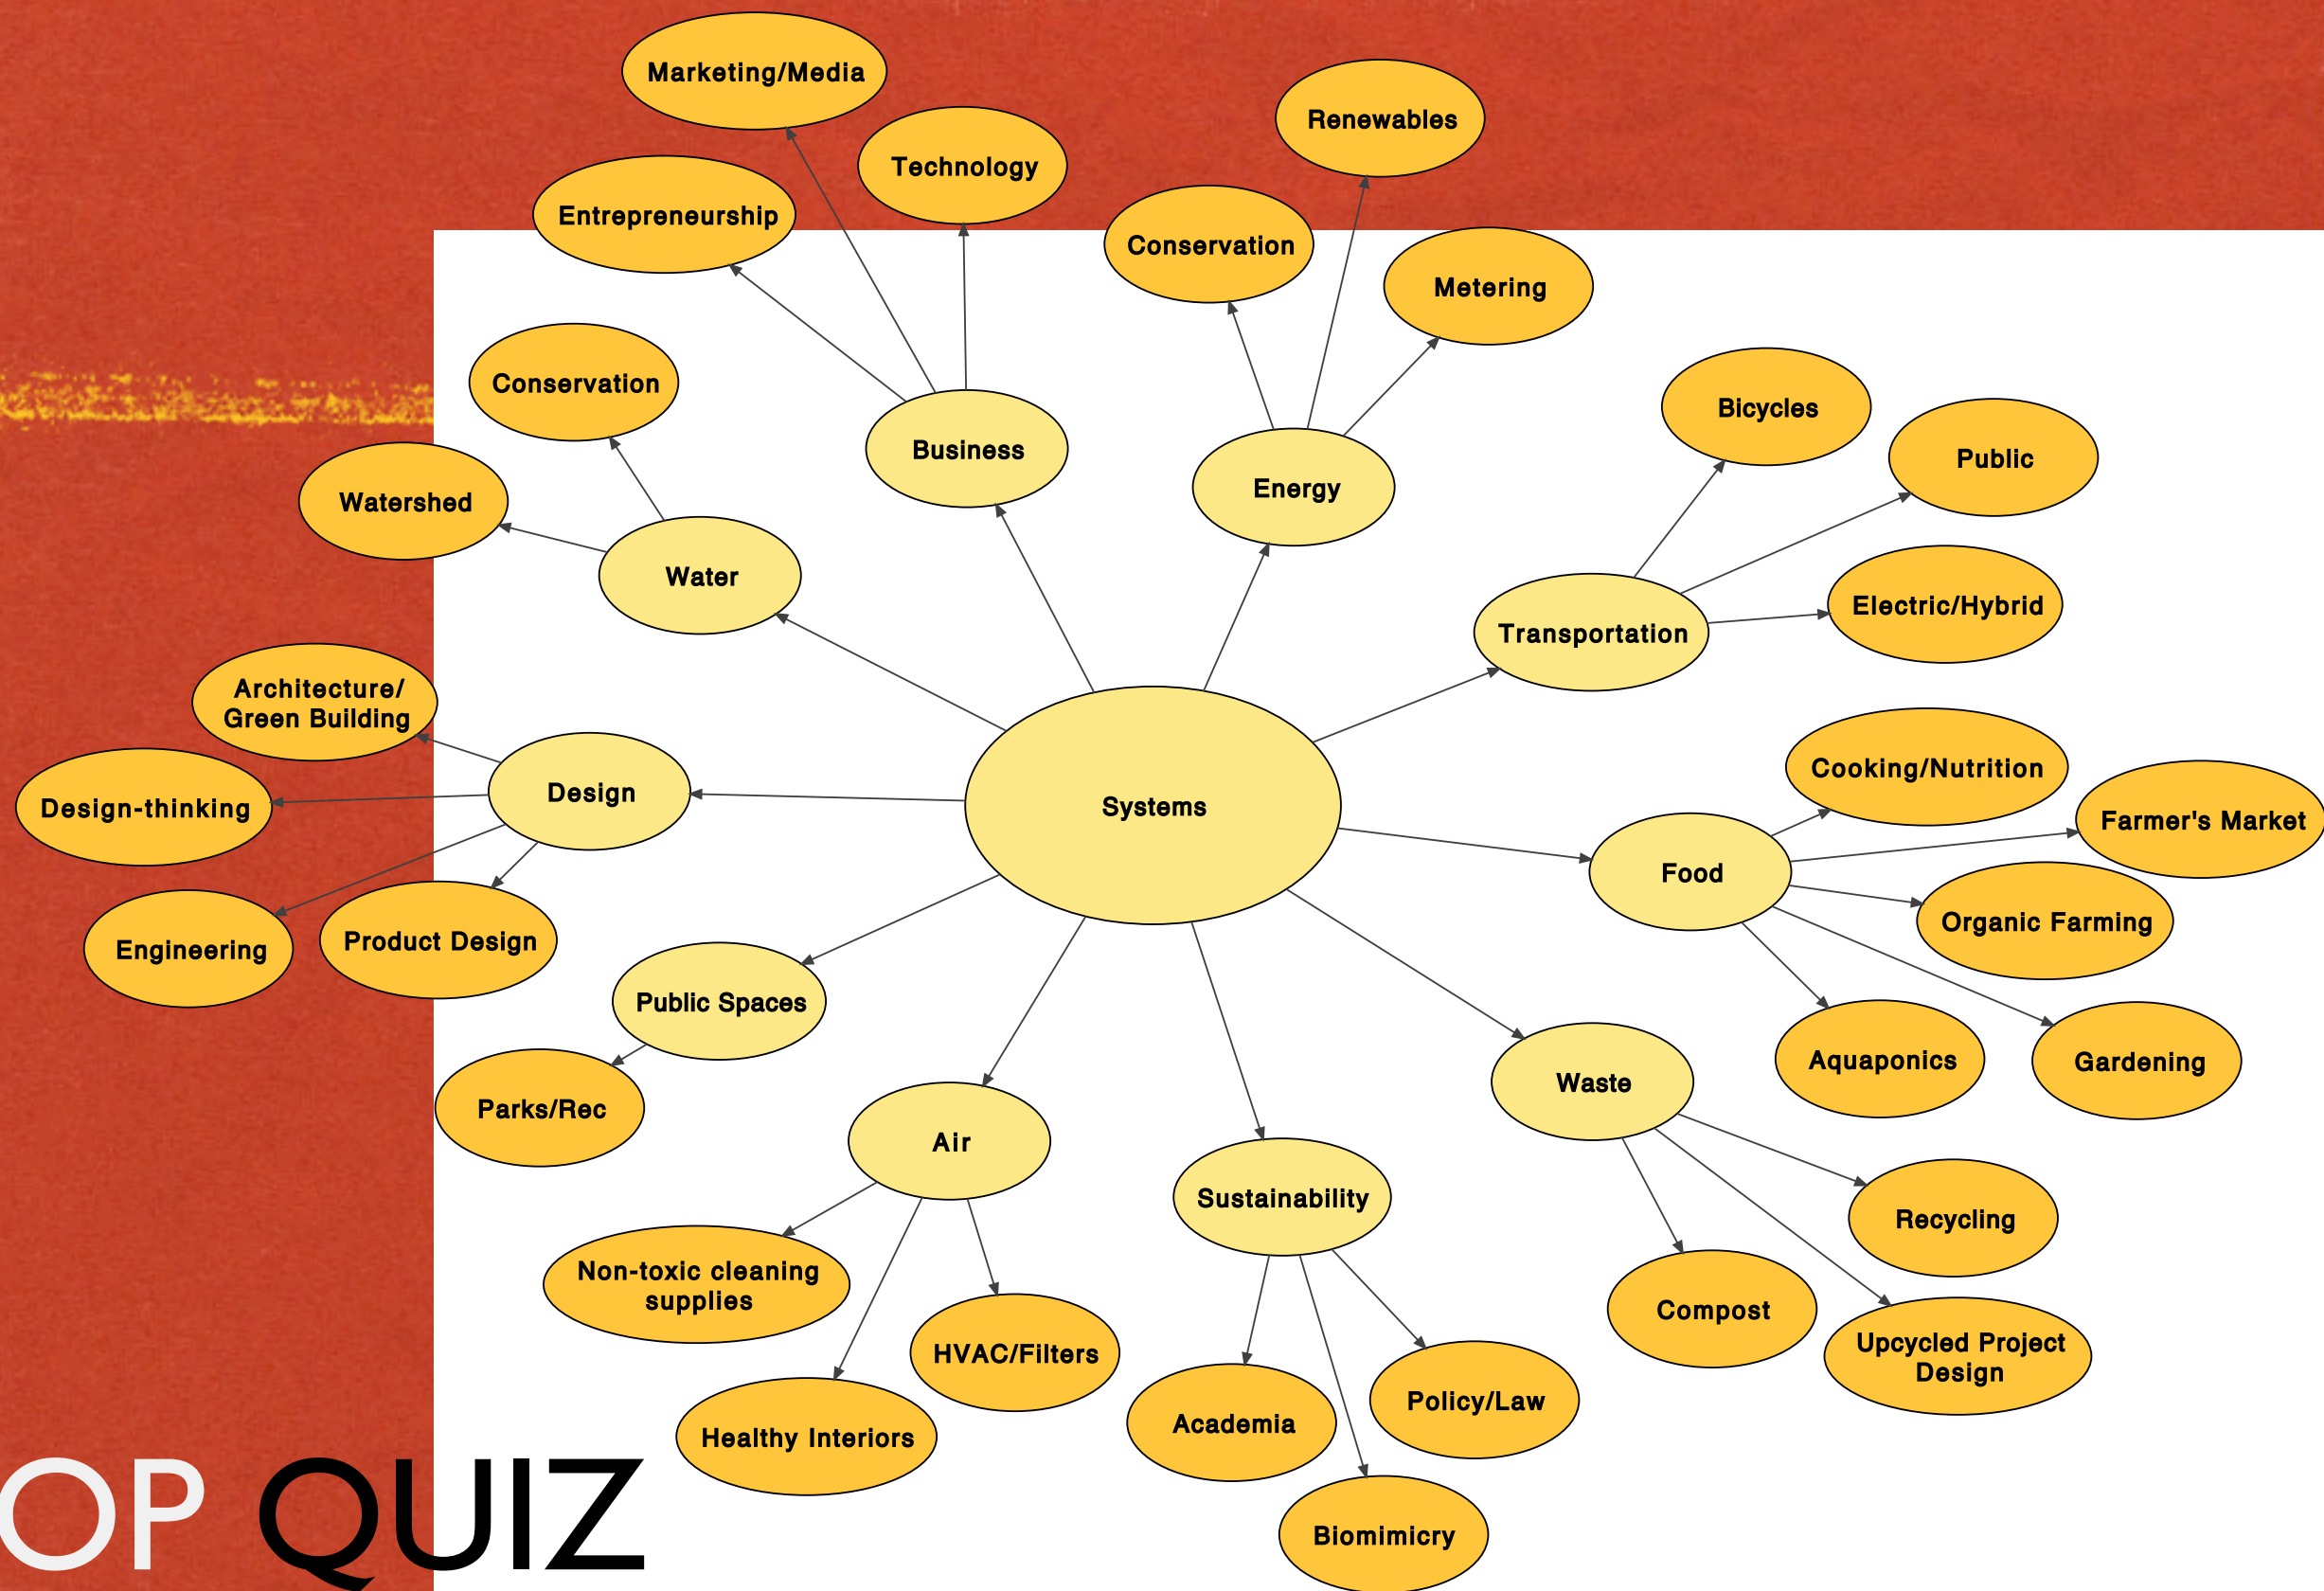 Marketing/Media
Renewables
Technology
Entrepreneurship
Conservation
Metering
Conservation
Bicycles
Business
Public
Energy
Watershed
Water
Electric/Hybrid
Transportation
Architecture/
Green Building
Cooking/Nutrition
Design
Systems
Design-thinking
Farmer's Market
Food
Organic Farming
Product Design
Engineering
Public Spaces
Aquaponics
Gardening
Waste
Parks/Rec
Air
Sustainability
Recycling
Non-toxic cleaning
supplies
Compost
Upcycled Project
Design
HVAC/Filters
Policy/Law
Academia
Healthy Interiors
Biomimicry
OP QUIZ